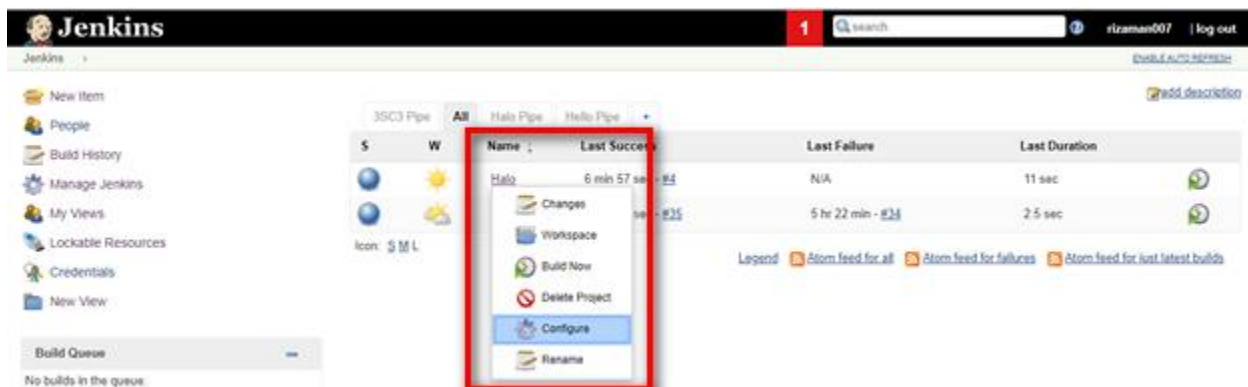 Jenkins
1
search
rizaman007 | log out
Jenkins
ENABLE AUTO REFRESH
New Item
People
Build History
Manage Jenkins
My Views
Lockable Resources
Credentials
New View
Build Queue
No builds in the queue.
add description
3SC3 Pipe All Halo Pipe Hello Pipe +
S W Name ↓ Last Success Last Failure Last Duration
Halo 6 min 57 sec - #4 N/A 11 sec
sec - #35 5 hr 22 min - #34 2.5 sec
Changes
Workspace
Build Now
Delete Project
Configure
Rename
Icon: S M L
Legend Atom feed for all Atom feed for failures Atom feed for just latest builds